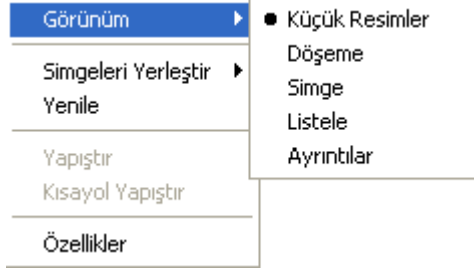 Görünüm
Simgeleri Yerleştir
Yenile
Yapıştır
Kısayol Yapıştır
Özellikler
Küçük Resimler
Döşeme
Simge
Listele
Ayrıntılar